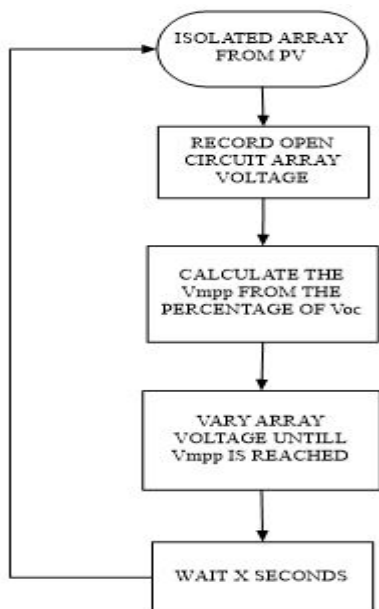 ISOLATED ARRAY
FROM PV
RECORD OPEN
CIRCUIT ARRAY
VOLTAGE
CALCULATE THE
Vmpp FROM THE
PERCENTAGE OF Voc
VARY ARRAY
VOLTAGE UNTILL
Vmpp IS REACHED
WAIT X SECONDS